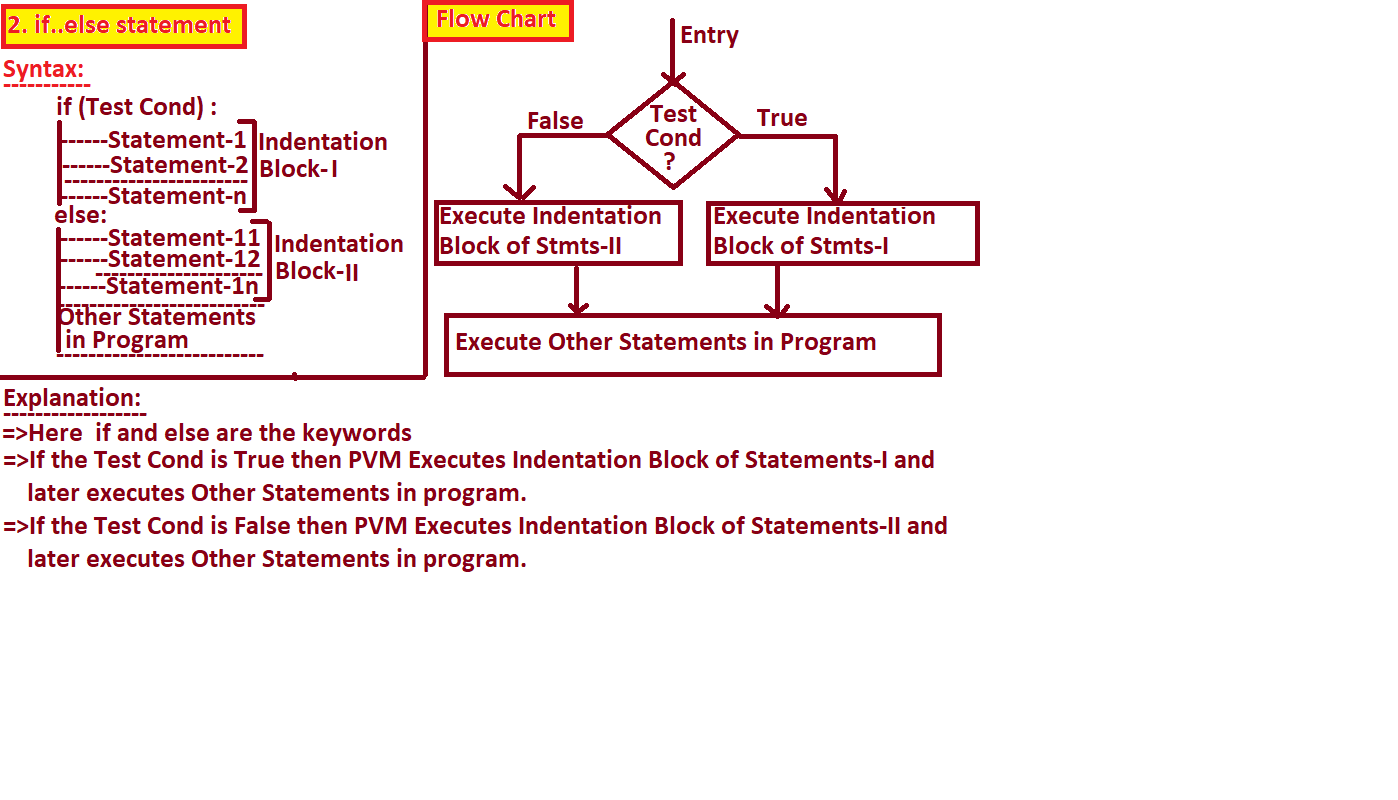 2. if..else statement
Syntax:
-----------
if (Test Cond) :
------Statement-1
------Statement-2
-----------------------
------Statement-n
Indentation
Block-I
else:
------Statement-11
------Statement-12
---------------------
------Statement-1n
Indentation
Block-II
--------------------------
Other Statements
in Program
--------------------------
Flow Chart
Entry
Test
Cond
?
False
True
Execute Indentation
Block of Stmts-II
Execute Indentation
Block of Stmts-I
Execute Other Statements in Program
Explanation:
------------------
=>Here  if and else are the keywords
=>If the Test Cond is True then PVM Executes Indentation Block of Statements-I and
later executes Other Statements in program.
=>If the Test Cond is False then PVM Executes Indentation Block of Statements-II and
later executes Other Statements in program.